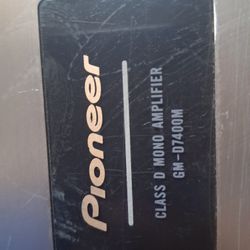 Pioneer
CLASS D MONO AMPLIFIER
GM-D7400M